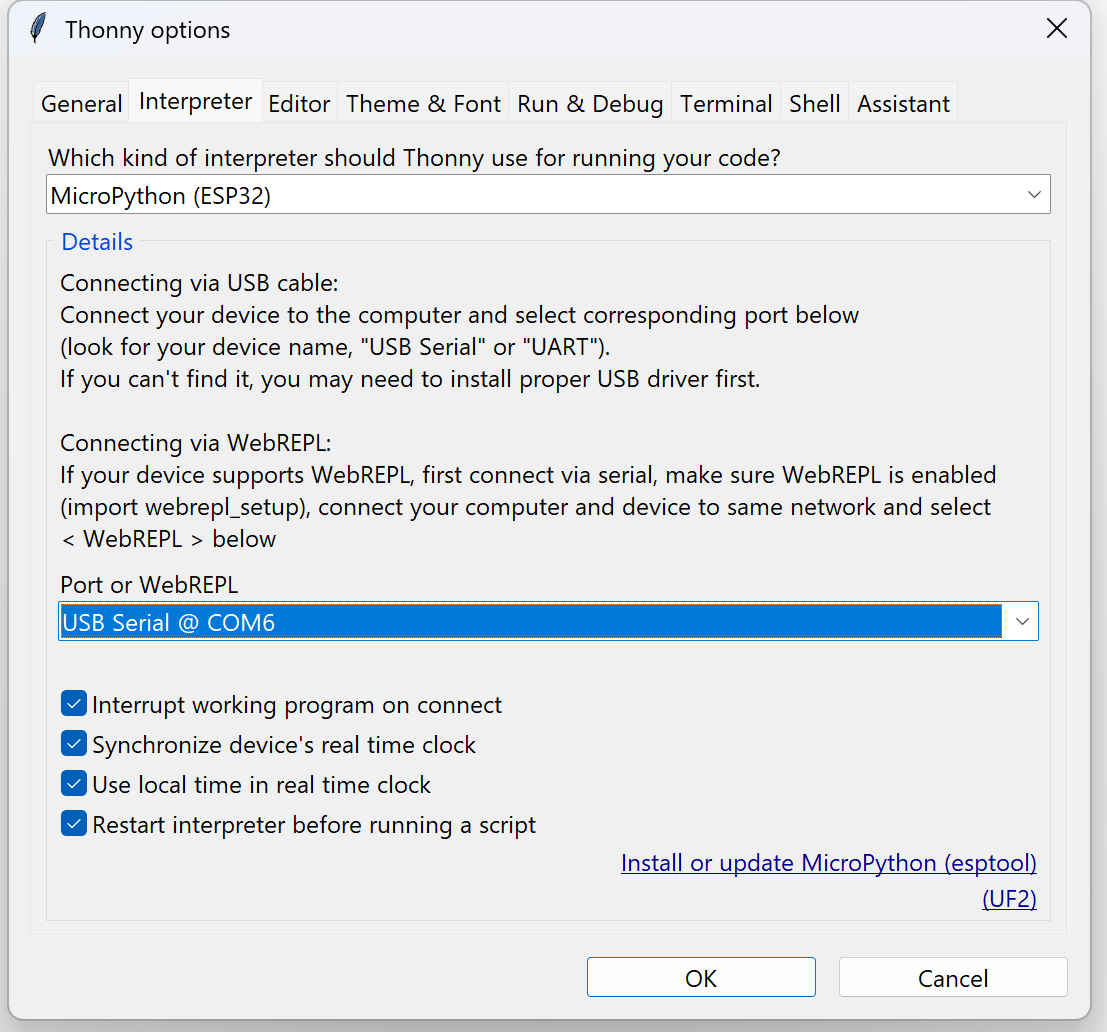 Thonny options
General Interpreter Editor Theme & Font Run & Debug Terminal Shell Assistant
Which kind of interpreter should Thonny use for running your code?
MicroPython (ESP32)
Details
Connecting via USB cable:
Connect your device to the computer and select corresponding port below
(look for your device name, "USB Serial" or "UART").
If you can't find it, you may need to install proper USB driver first.
Connecting via WebREPL:
If your device supports WebREPL, first connect via serial, make sure WebREPL is enabled
(import webrepl_setup), connect your computer and device to same network and select
< WebREPL > below
Port or WebREPL
USB Serial @ COM6
Interrupt working program on connect
Synchronize device's real time clock
Use local time in real time clock
Restart interpreter before running a script
Install or update MicroPython (esptool)
(UF2)
OK Cancel